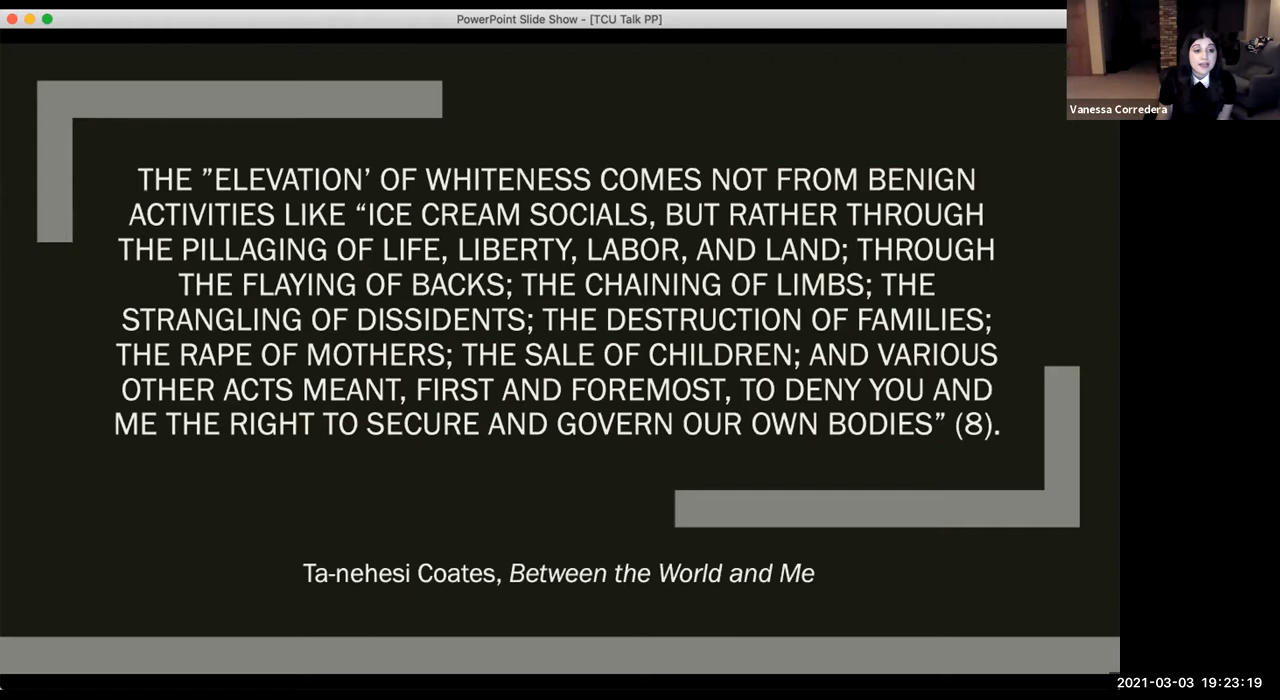 PowerPoint Slide Show - [TCU Talk PP]
Vanessa Corredera
THE ”ELEVATION’ OF WHITENESS COMES NOT FROM BENIGN
ACTIVITIES LIKE “ICE CREAM SOCIALS, BUT RATHER THROUGH
THE PILLAGING OF LIFE, LIBERTY, LABOR, AND LAND; THROUGH
THE FLAYING OF BACKS; THE CHAINING OF LIMBS; THE
STRANGLING OF DISSIDENTS; THE DESTRUCTION OF FAMILIES;
THE RAPE OF MOTHERS; THE SALE OF CHILDREN; AND VARIOUS
OTHER ACTS MEANT, FIRST AND FOREMOST, TO DENY YOU AND
ME THE RIGHT TO SECURE AND GOVERN OUR OWN BODIES” (8).
Ta-nehesi Coates, Between the World and Me
2021-03-03 19:23:19